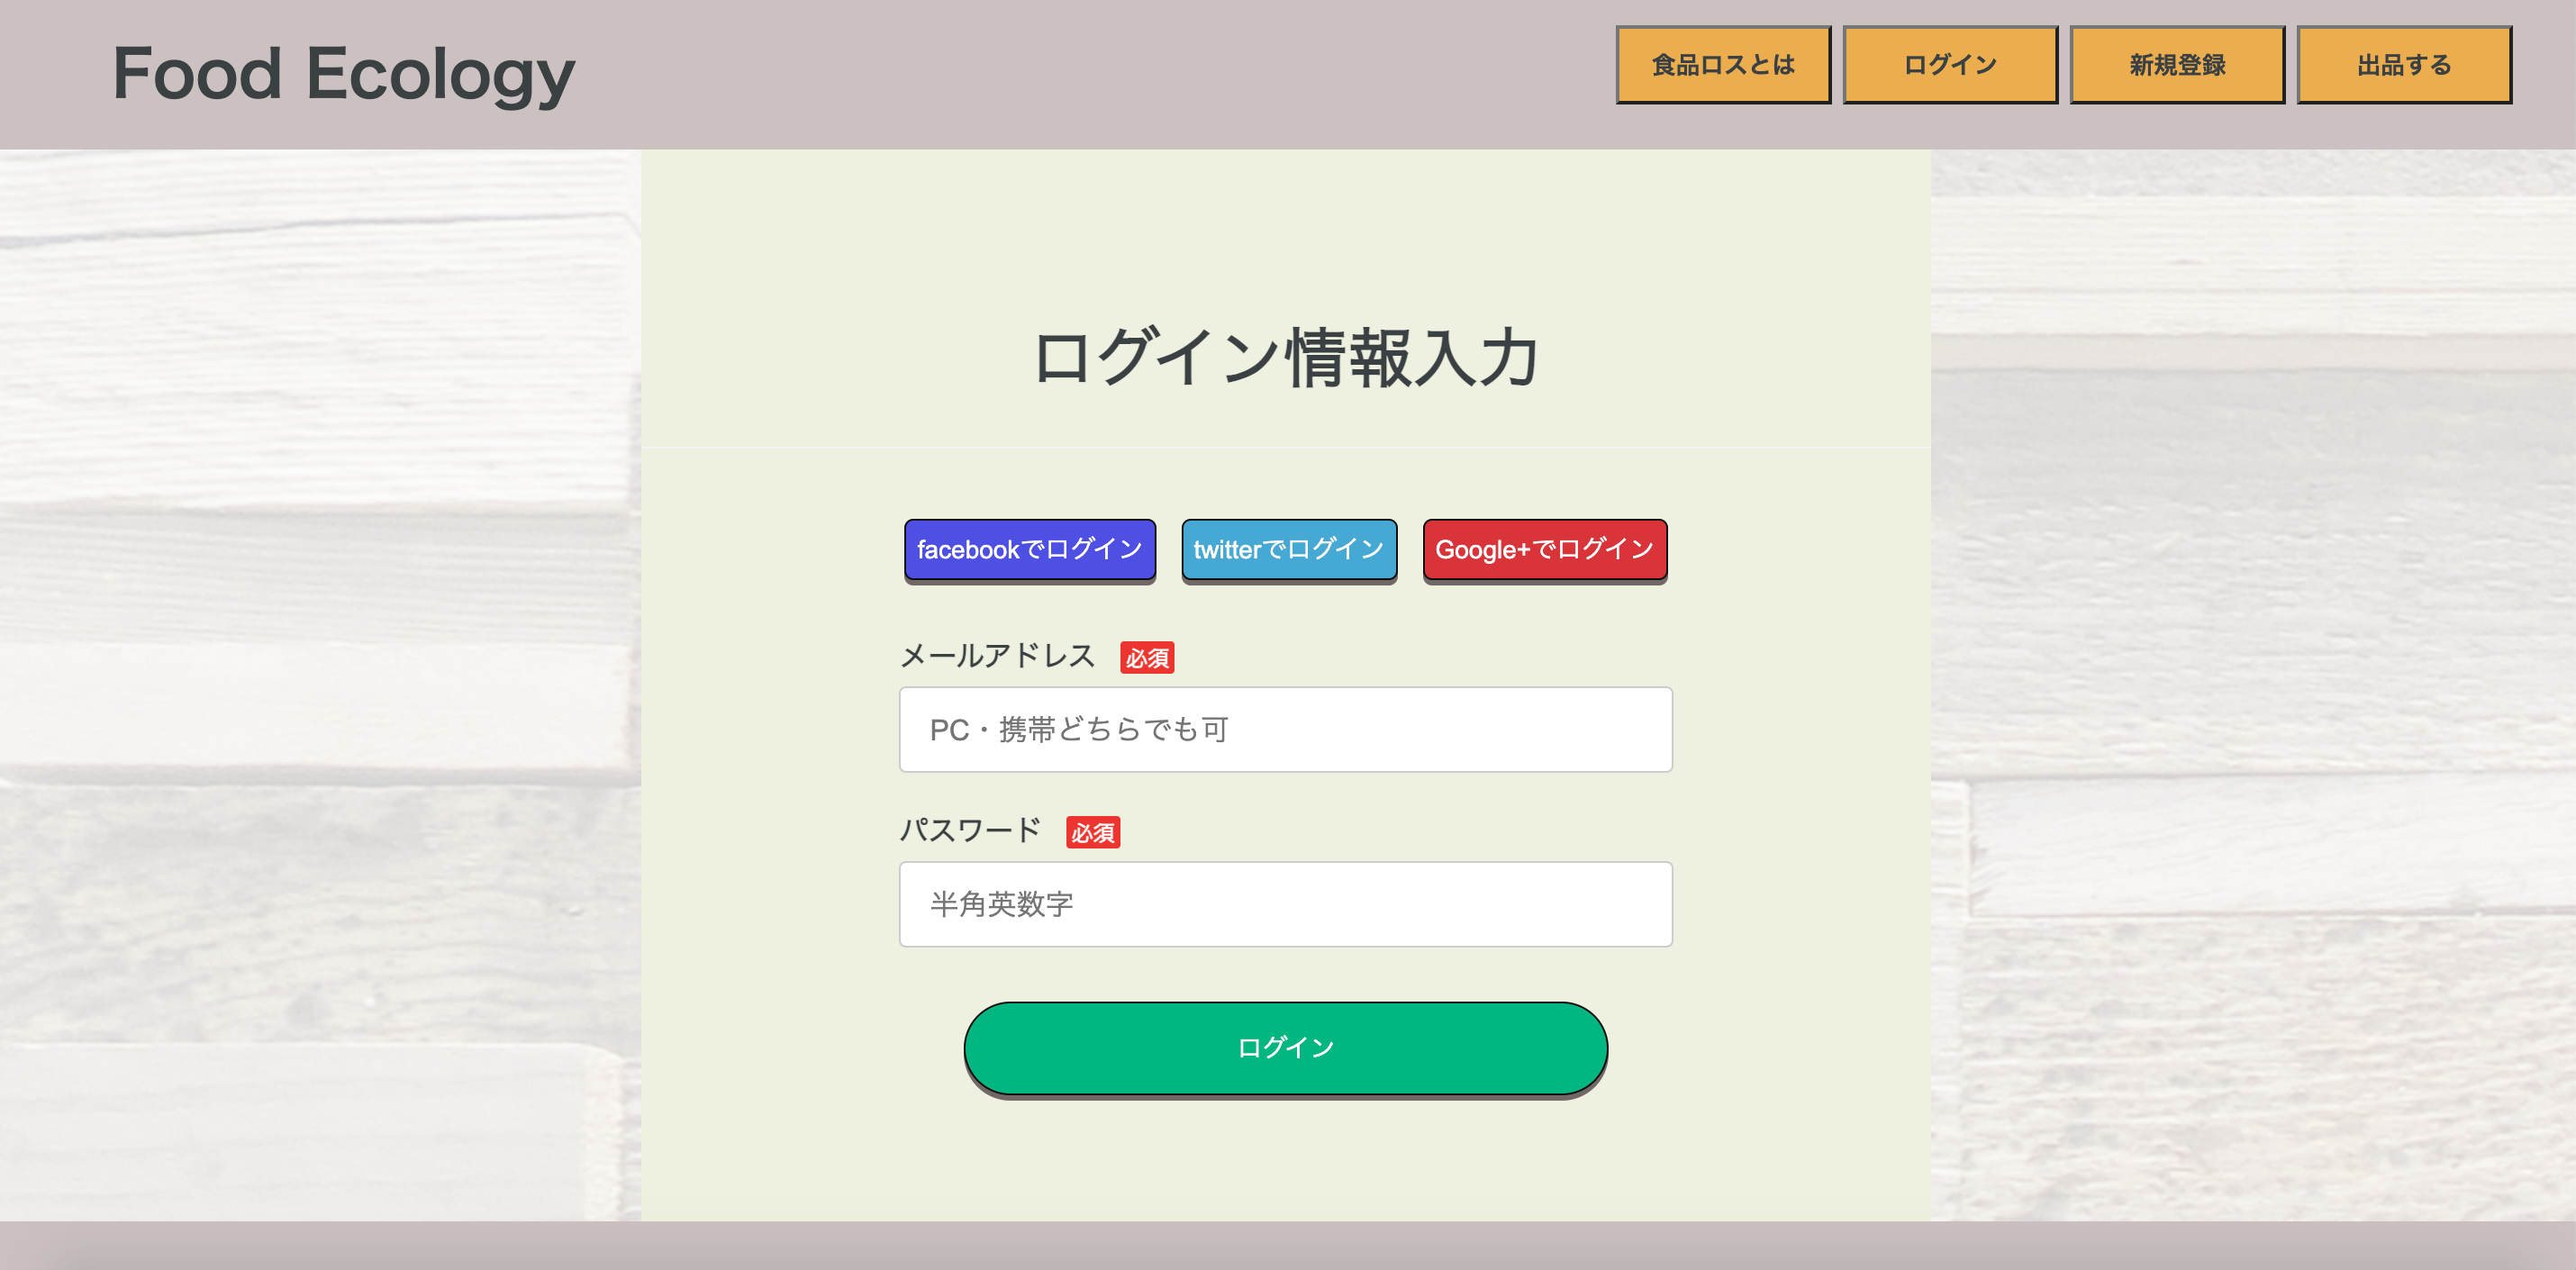 Food Ecology
食品ロスとは ログイン 新規登録 出品する
ログイン情報入力
facebookでログイン twitterでログイン Google+でログイン
メールアドレス 必須
PC・携帯どちらでも可
パスワード 必須
半角英数字
ログイン